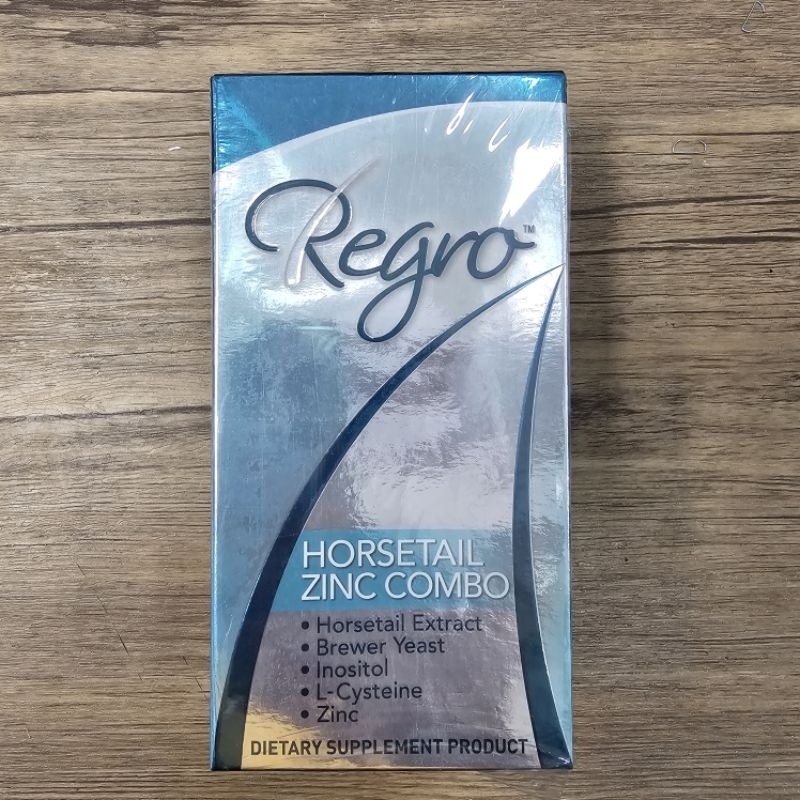 Regro™
HORSETAIL
ZINC COMBO
• Horsetail Extract
• Brewer Yeast
• Inositol
• L-Cysteine
• Zinc
DIETARY SUPPLEMENT PRODUCT